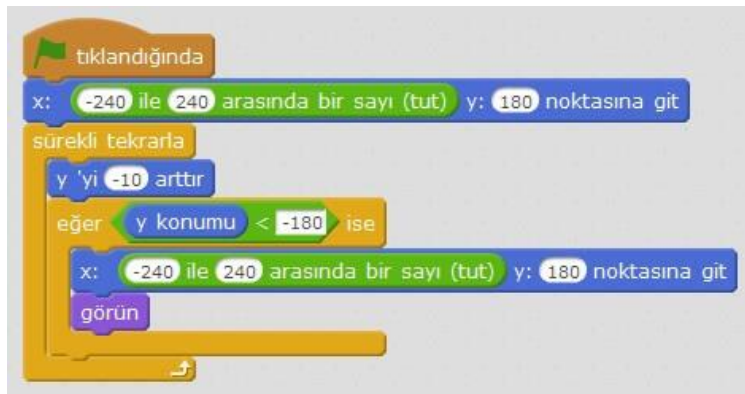 tıklandığında
x: -240 ile 240 arasında bir sayı (tut) y: 180 noktasına git
sürekli tekrarla
y 'yi -10 arttır
eğer y konumu < -180 ise
x: -240 ile 240 arasında bir sayı (tut) y: 180 noktasına git
görün